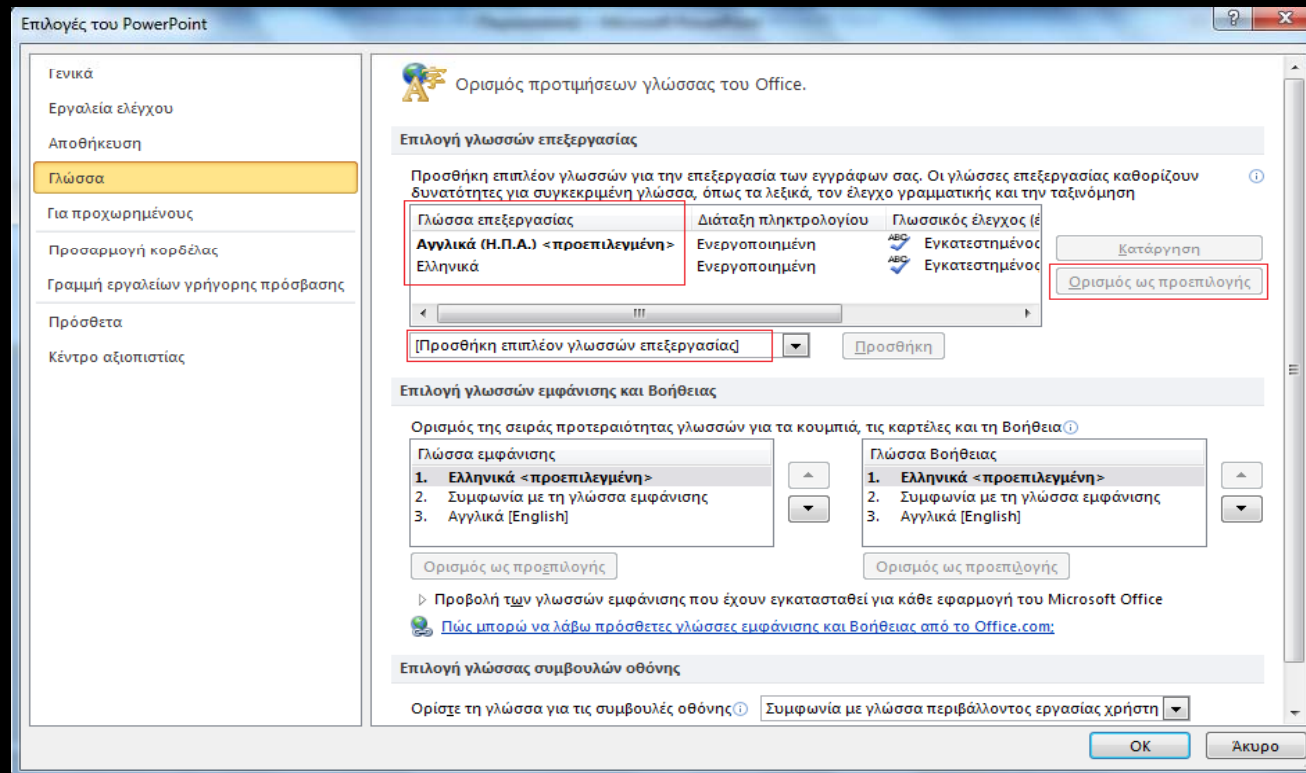 Επιλογές του PowerPoint
Γενικά
Εργαλεία ελέγχου
Αποθήκευση
Γλώσσα
Για προχωρημένους
Προσαρμογή κορδέλας
Γραμμή εργαλείων γρήγορης πρόσβασης
Πρόσθετα
Κέντρο αξιοπιστίας
Ορισμός προτιμήσεων γλώσσας του Office.
Επιλογή γλωσσών επεξεργασίας
Προσθήκη επιπλέον γλωσσών για την επεξεργασία των εγγράφων σας. Οι γλώσσες επεξεργασίας καθορίζουν
δυνατότητες για συγκεκριμένη γλώσσα, όπως τα λεξικά, τον έλεγχο γραμματικής και την ταξινόμηση
Γλώσσα επεξεργασίας Διάταξη πληκτρολογίου Γλωσσικός έλεγχος (έ
Αγγλικά (Η.Π.Α.) <προεπιλεγμένη> Ενεργοποιημένη ABC Εγκατεστημένος
Ελληνικά Ενεργοποιημένη ABC Εγκατεστημένος
Κατάργηση
Ορισμός ως προεπιλογής
[Προσθήκη επιπλέον γλωσσών επεξεργασίας] Προσθήκη
Επιλογή γλωσσών εμφάνισης και Βοήθειας
Ορισμός της σειράς προτεραιότητας γλωσσών για τα κουμπιά, τις καρτέλες και τη Βοήθεια
Γλώσσα εμφάνισης
1. Ελληνικά <προεπιλεγμένη>
2. Συμφωνία με τη γλώσσα εμφάνισης
3. Αγγλικά [English]
Ορισμός ως προεπιλογής
Γλώσσα Βοήθειας
1. Ελληνικά <προεπιλεγμένη>
2. Συμφωνία με τη γλώσσα εμφάνισης
3. Αγγλικά [English]
Ορισμός ως προεπιλογής
Προβολή των γλωσσών εμφάνισης που έχουν εγκατασταθεί για κάθε εφαρμογή του Microsoft Office
Πώς μπορώ να λάβω πρόσθετες γλώσσες εμφάνισης και Βοήθειας από το Office.com;
Επιλογή γλώσσας συμβουλών οθόνης
Ορίστε τη γλώσσα για τις συμβουλές οθόνης Συμφωνία με γλώσσα περιβάλλοντος εργασίας χρήστη
OK Άκυρο